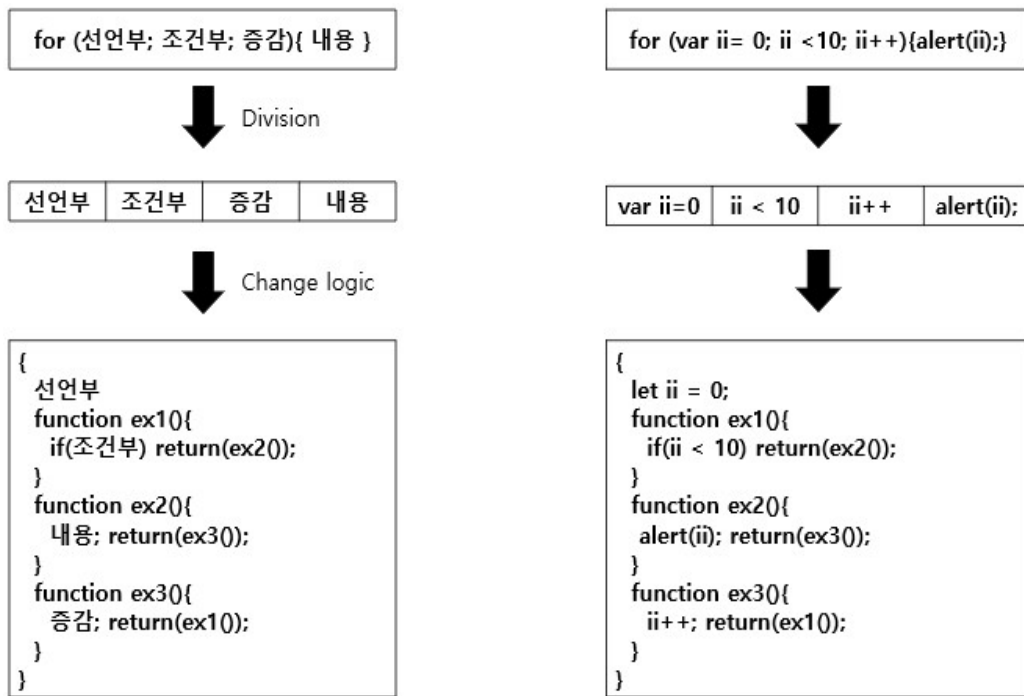 for (선언부; 조건부; 증감){ 내용 }
Division
선언부 조건부 증감 내용
Change logic
{
선언부
function ex1(){
if(조건부) return(ex2());
}
function ex2(){
내용; return(ex3());
}
function ex3(){
증감; return(ex1());
}
}
for (var ii= 0; ii <10; ii++){alert(ii);}
var ii=0 ii < 10 ii++ alert(ii);
{
let ii = 0;
function ex1(){
if(ii < 10) return(ex2());
}
function ex2(){
alert(ii); return(ex3());
}
function ex3(){
ii++; return(ex1());
}
}